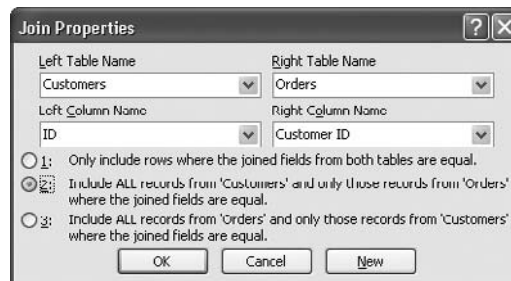 Join Properties
Left Table Name Right Table Name
Customers Orders
Left Column Name Right Column Name
ID Customer ID
1: Only include rows where the joined fields from both tables are equal.
2: Include ALL records from 'Customers' and only those records from 'Orders'
where the joined fields are equal.
3: Include ALL records from 'Orders' and only those records from 'Customers'
where the joined fields are equal.
OK Cancel New